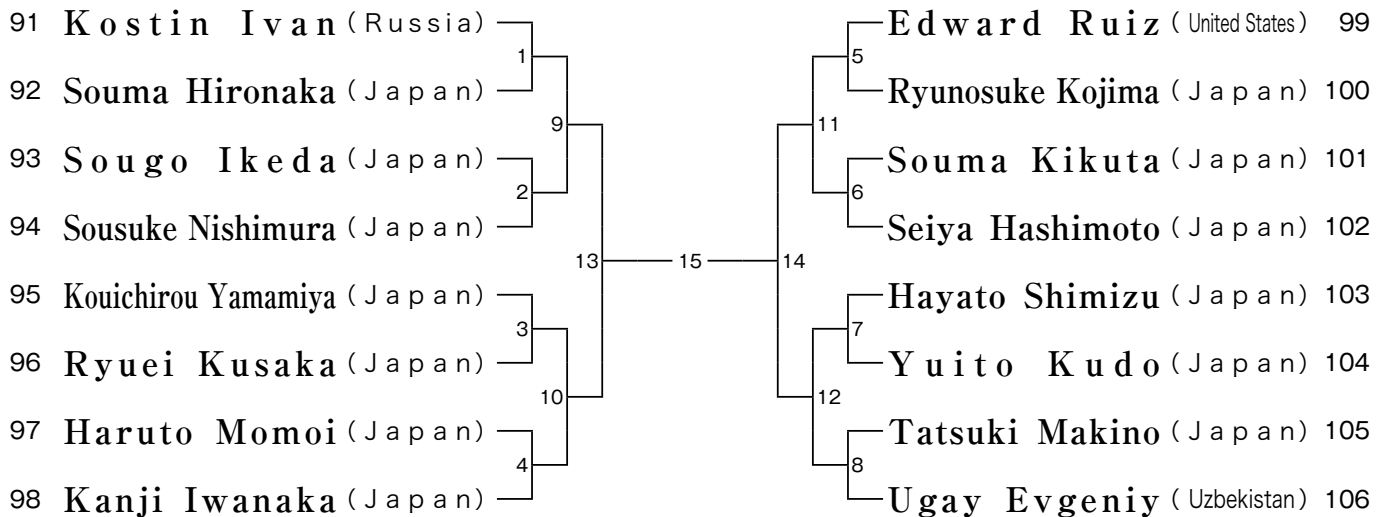 91 Kostin Ivan (Russia)
92 Souma Hironaka (Japan)
93 Sougo Ikeda (Japan)
94 Sousuke Nishimura (Japan)
95 Kouichirou Yamamiya (Japan)
96 Ryuei Kusaka (Japan)
97 Haruto Momoi (Japan)
98 Kanji Iwanaka (Japan)
1
2
3
4
9
10
13
15
14
11
12
5
6
7
8
Edward Ruiz (United States) 99
Ryunosuke Kojima (Japan) 100
Souma Kikuta (Japan) 101
Seiya Hashimoto (Japan) 102
Hayato Shimizu (Japan) 103
Yuito Kudo (Japan) 104
Tatsuki Makino (Japan) 105
Ugay Evgeniy (Uzbekistan) 106